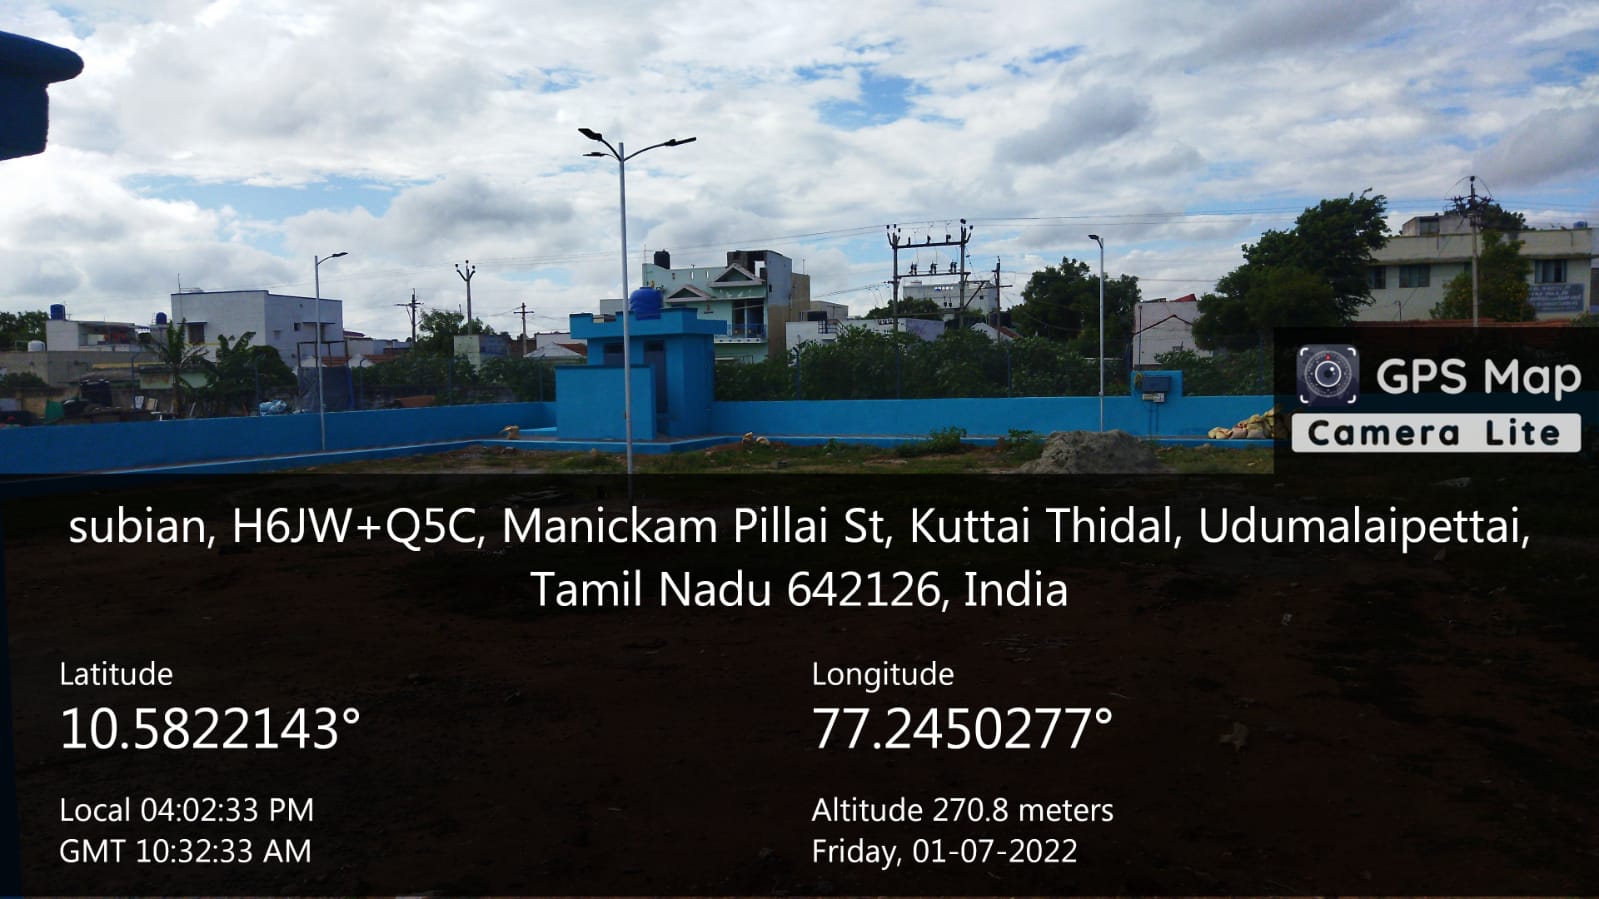 GPS Map
Camera Lite
subian, H6JW+Q5C, Manickam Pillai St, Kuttai Thidal, Udumalaipettai,
Tamil Nadu 642126, India
Latitude
10.5822143°
Longitude
77.2450277°
Local 04:02:33 PM
GMT 10:32:33 AM
Altitude 270.8 meters
Friday, 01-07-2022